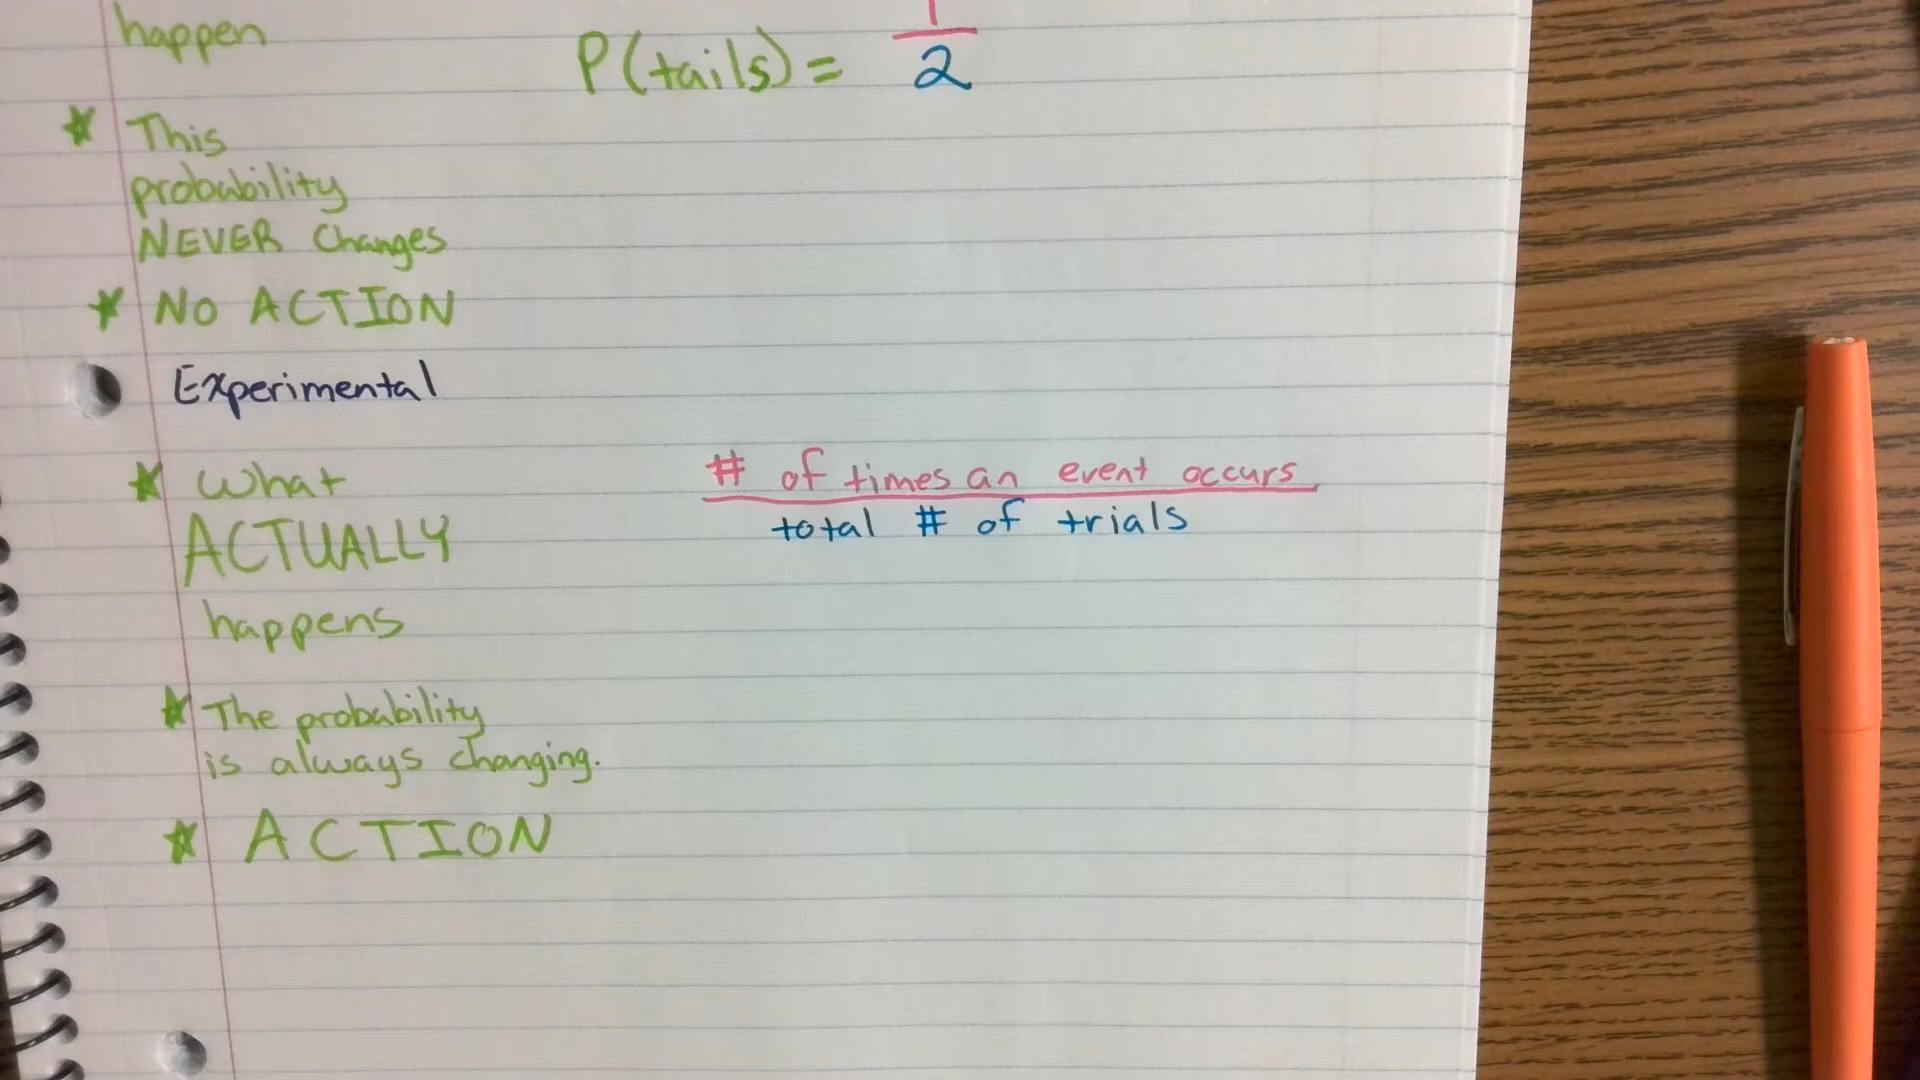 happen
P(tails) = 1/2
★ This
probability
NEVER Changes
★ NO ACTION
Experimental
★ What
ACTUALLY
happens
# of times an event occurs
total # of trials
★ The probability
is always changing.
★ ACTION